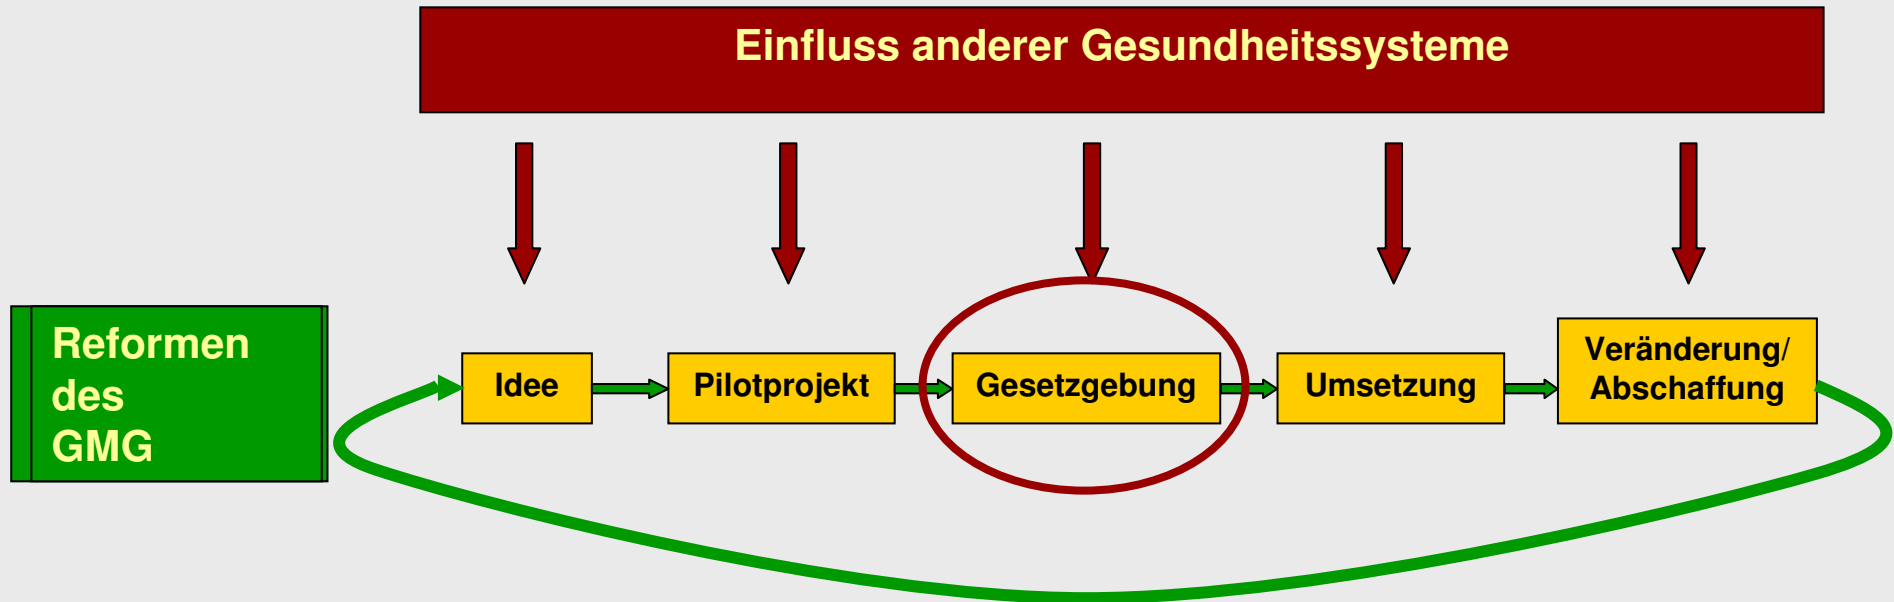 Einfluss anderer Gesundheitssysteme
Reformen
des
GMG
Idee
Pilotprojekt
Gesetzgebung
Umsetzung
Veränderung/
Abschaffung